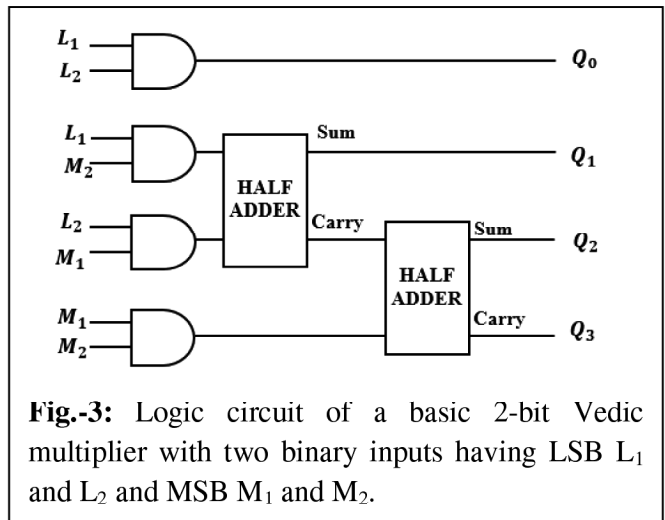 L₁
L₂
Q₀
L₁
M₂
Sum
Q₁
HALF
ADDER
L₂
M₁
Carry
Sum
Q₂
HALF
ADDER
M₁
M₂
Carry
Q₃
Fig.-3: Logic circuit of a basic 2-bit Vedic
multiplier with two binary inputs having LSB L₁
and L₂ and MSB M₁ and M₂.